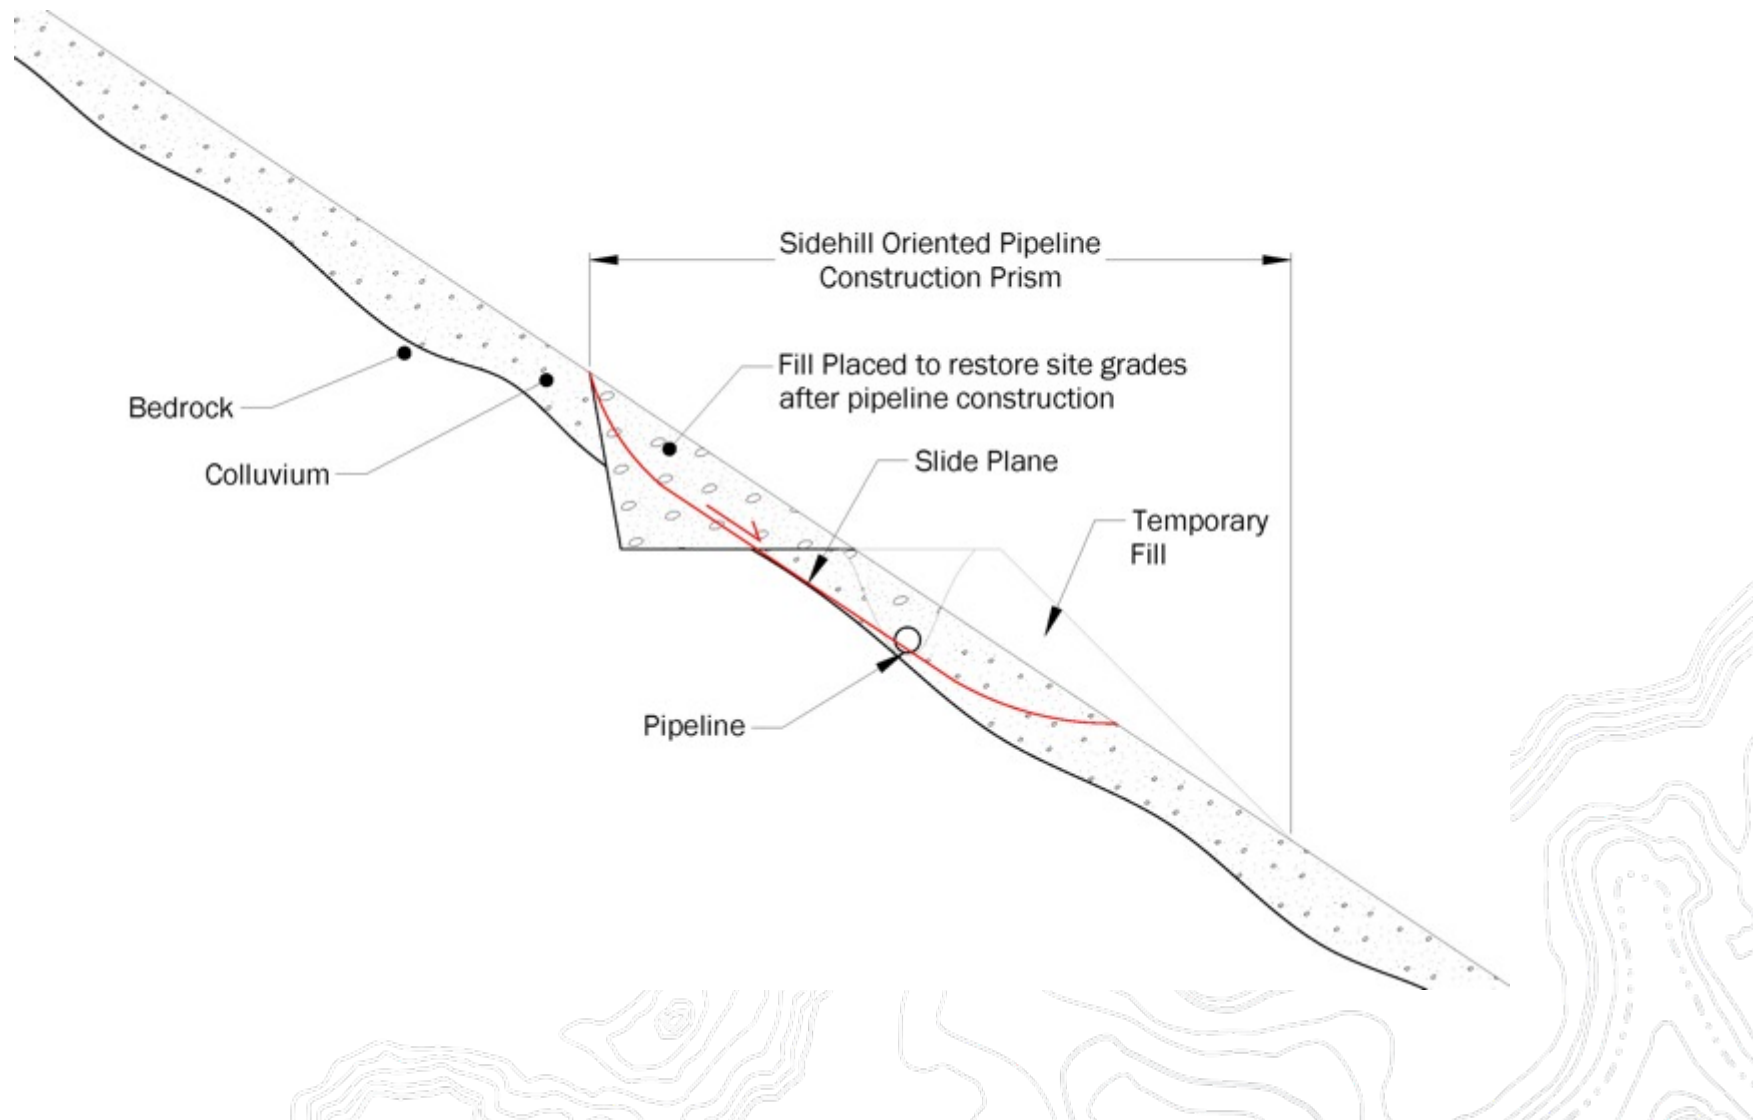 Sidehill Oriented Pipeline
Construction Prism
Fill Placed to restore site grades
after pipeline construction
Bedrock
Colluvium
Slide Plane
Temporary
Fill
Pipeline